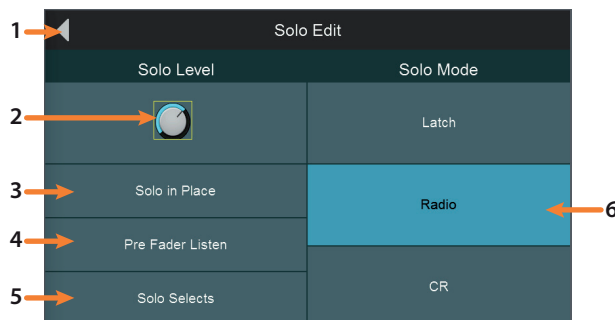 1
Solo Edit
Solo Level
Solo Mode
2
Latch
3
Solo in Place
Radio
6
4
Pre Fader Listen
5
Solo Selects
CR